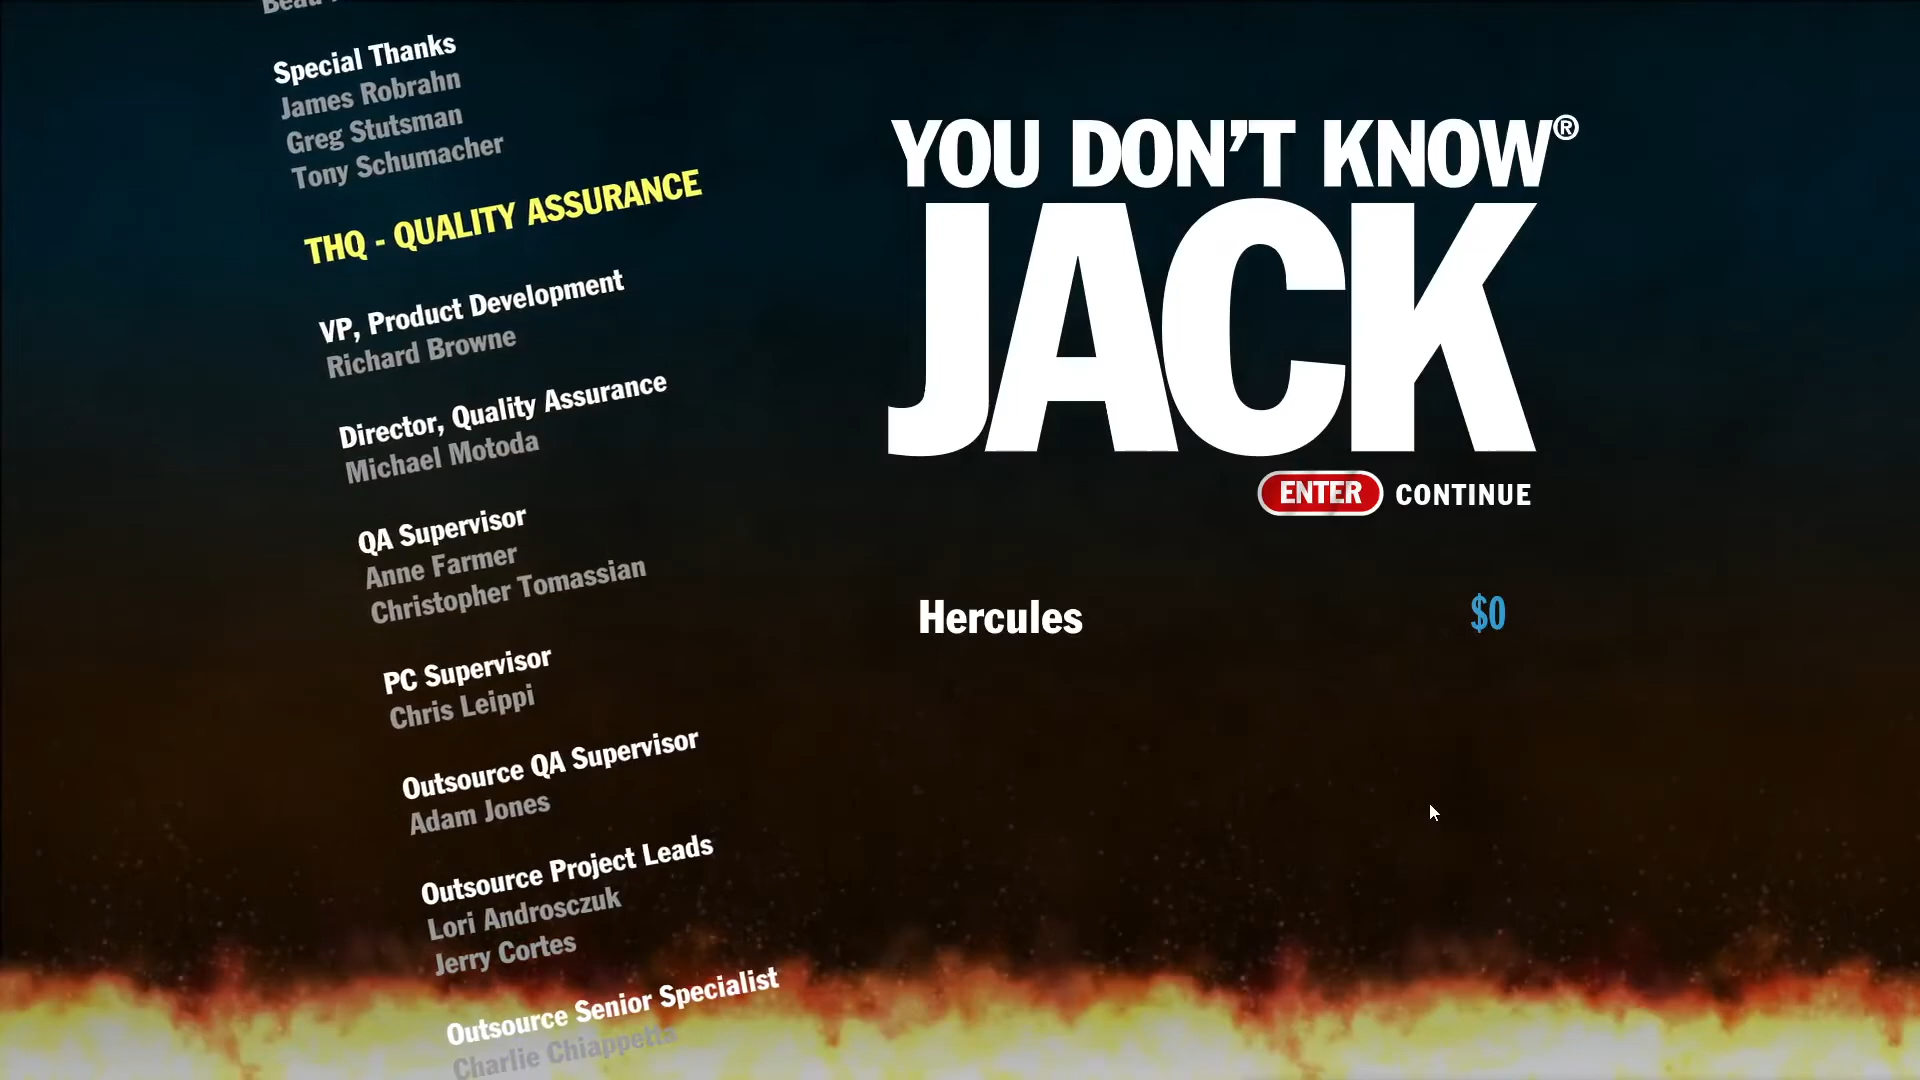 Special Thanks
James Robrahn
Greg Stutsman
Tony Schumacher
THQ - QUALITY ASSURANCE
VP, Product Development
Richard Browne
Director, Quality Assurance
Michael Motoda
QA Supervisor
Anne Farmer
Christopher Tomassian
PC Supervisor
Chris Leippi
Outsource QA Supervisor
Adam Jones
Outsource Project Leads
Lori Androsczuk
Jerry Cortes
Outsource Senior Specialist
Charlie Chiappetta
YOU DON'T KNOW®
JACK
ENTER CONTINUE
Hercules $0